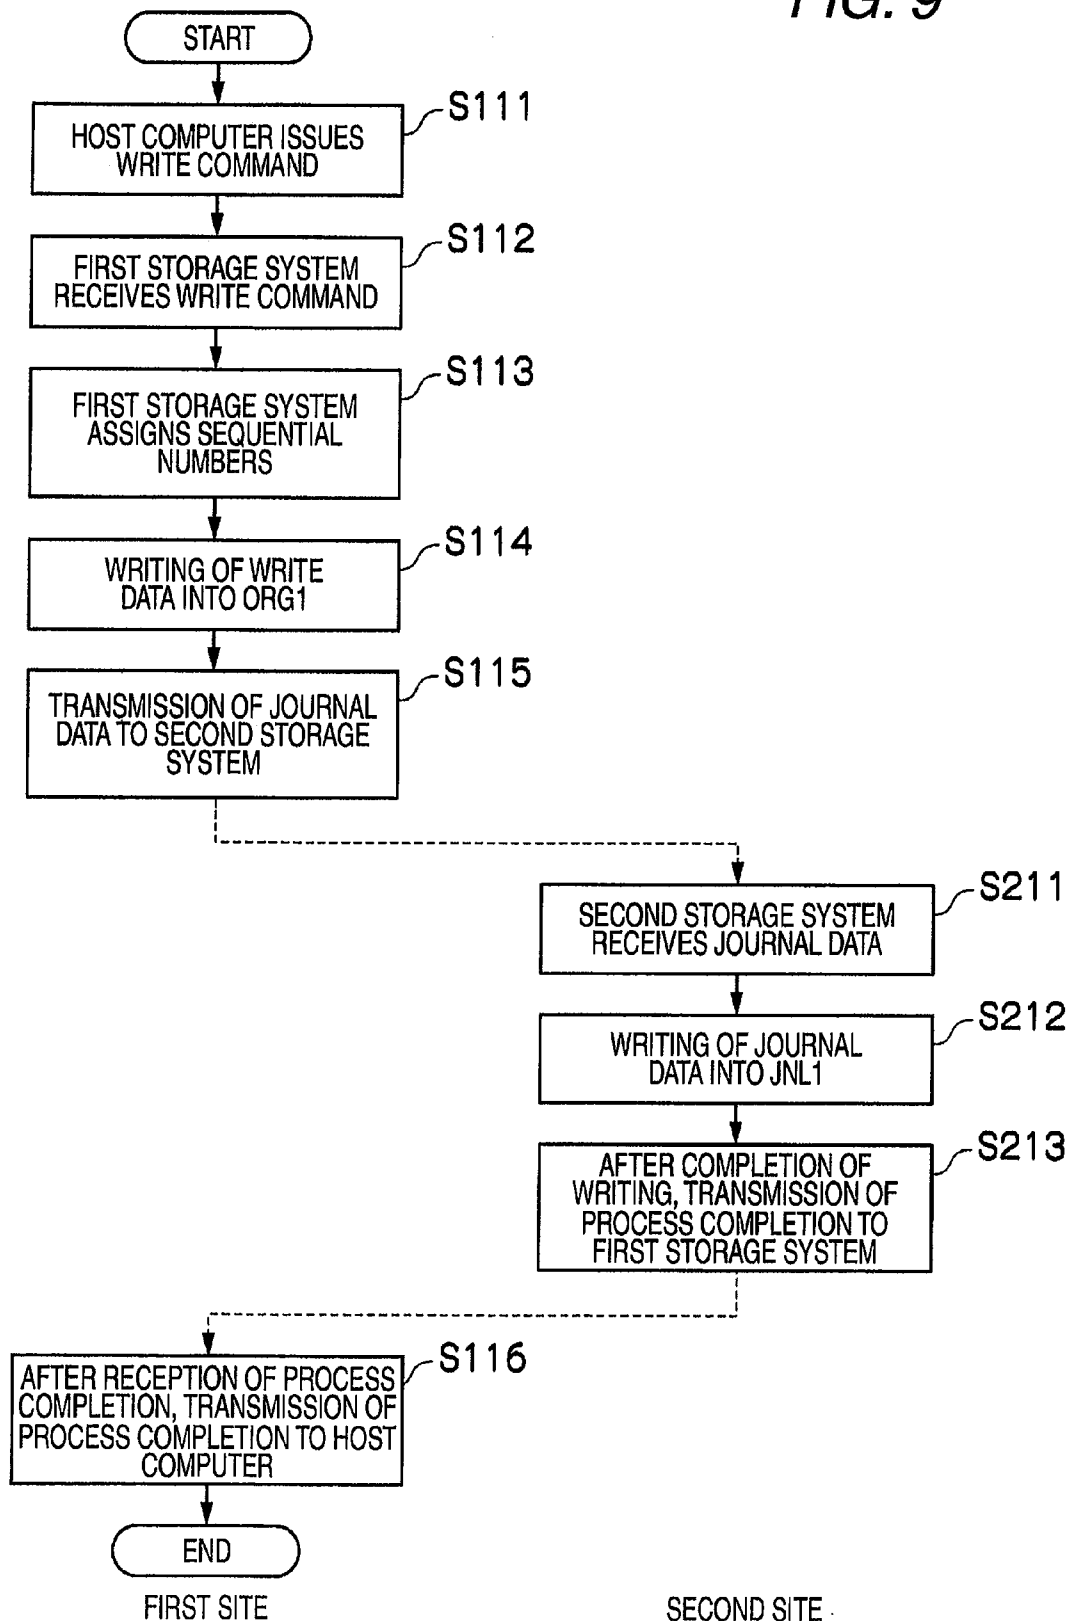 FIG. 9
START
S111
HOST COMPUTER ISSUES
WRITE COMMAND
S112
FIRST STORAGE SYSTEM
RECEIVES WRITE COMMAND
S113
FIRST STORAGE SYSTEM
ASSIGNS SEQUENTIAL
NUMBERS
S114
WRITING OF WRITE
DATA INTO ORG1
S115
TRANSMISSION OF JOURNAL
DATA TO SECOND STORAGE
SYSTEM
S211
SECOND STORAGE SYSTEM
RECEIVES JOURNAL DATA
S212
WRITING OF JOURNAL
DATA INTO JNL1
S213
AFTER COMPLETION OF
WRITING, TRANSMISSION OF
PROCESS COMPLETION TO
FIRST STORAGE SYSTEM
S116
AFTER RECEPTION OF PROCESS
COMPLETION, TRANSMISSION OF
PROCESS COMPLETION TO HOST
COMPUTER
END
FIRST SITE
SECOND SITE